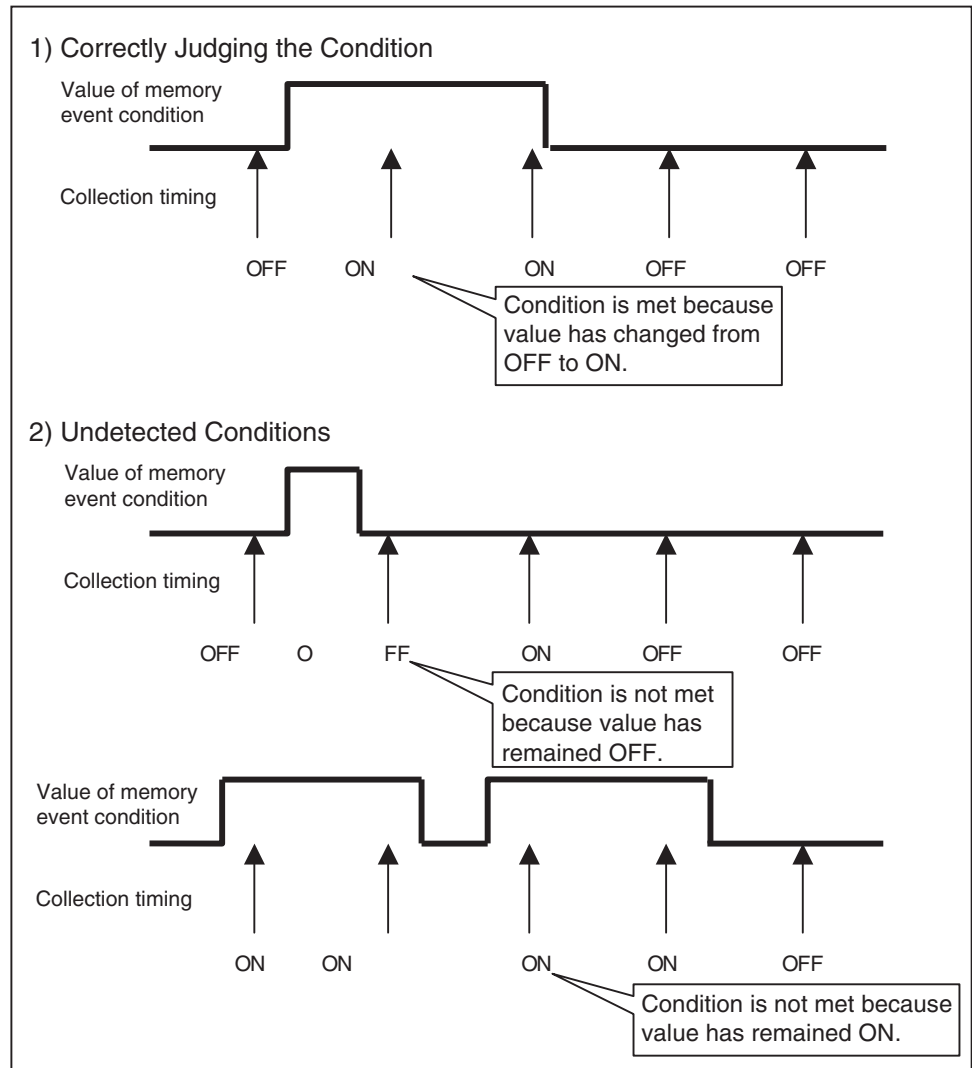 1) Correctly Judging the Condition
Value of memory
event condition
Collection timing
OFF ON ON OFF OFF
Condition is met because
value has changed from
OFF to ON.
2) Undetected Conditions
Value of memory
event condition
Collection timing
OFF O FF ON OFF OFF
Condition is not met
because value has
remained OFF.
Value of memory
event condition
Collection timing
ON ON ON ON OFF
Condition is not met because
value has remained ON.